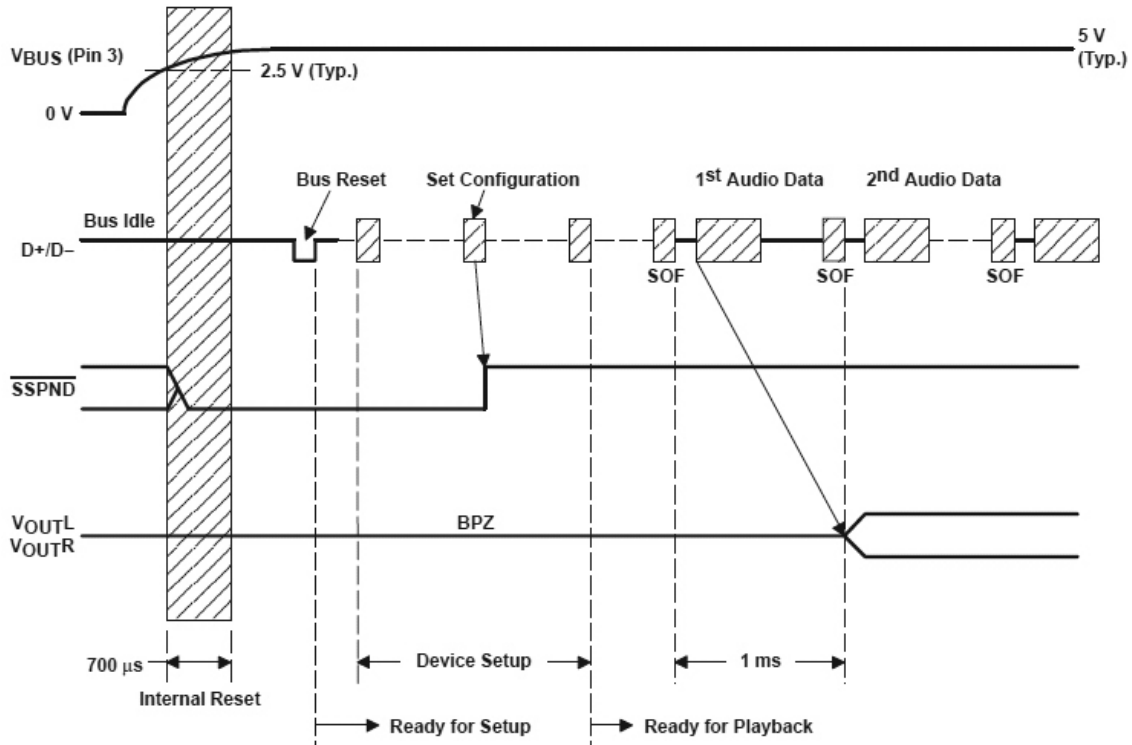 VBUS (Pin 3)
5 V
(Typ.)
2.5 V (Typ.)
0 V
Bus Reset
Set Configuration
1st Audio Data
2nd Audio Data
Bus Idle
D+/D–
SOF
SOF
SOF
SSPND
BPZ
VOUTL
VOUTR
700 μs
Device Setup
1 ms
Internal Reset
Ready for Setup
Ready for Playback